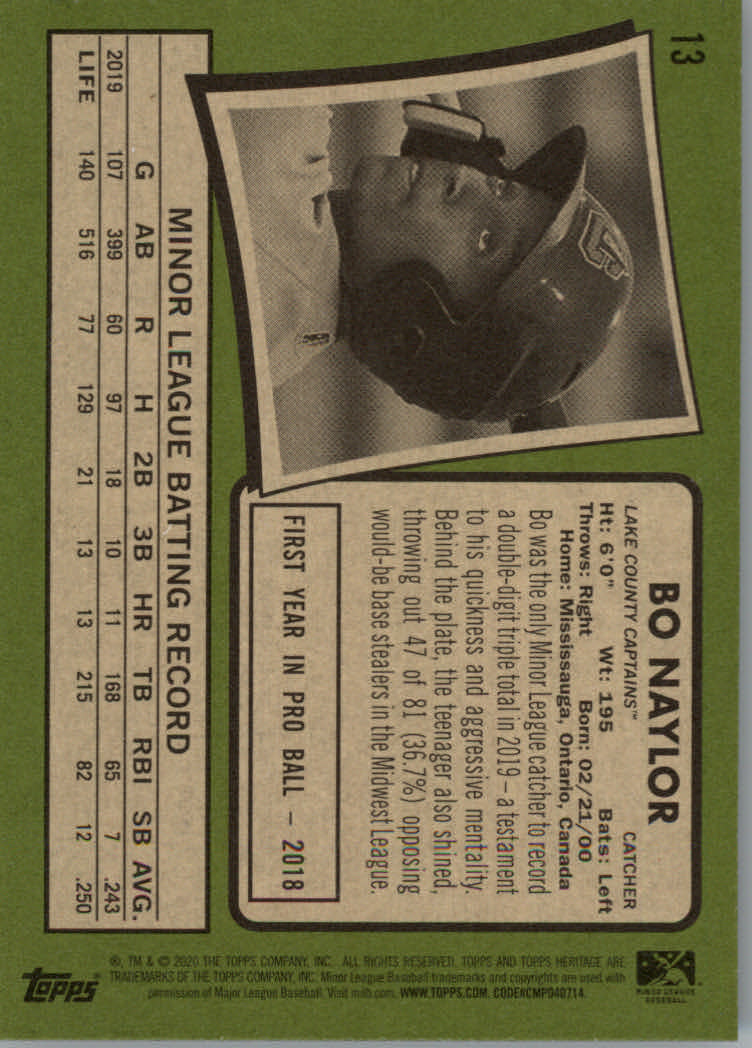 13
BO NAYLOR
LAKE COUNTY CAPTAINS™ CATCHER
Ht: 6'0" Wt: 195 Bats: Left
Throws: Right Born: 02/21/00
Home: Mississauga, Ontario, Canada
Bo was the only Minor League catcher to record
a double-digit triple total in 2019 – a testament
to his quickness and aggressive mentality.
Behind the plate, the teenager also shined,
throwing out 47 of 81 (36.7%) opposing
would-be base stealers in the Midwest League.
FIRST YEAR IN PRO BALL – 2018
MINOR LEAGUE BATTING RECORD
G AB R H 2B 3B HR TB RBI SB AVG.
2019 107 399 60 97 18 10 11 168 65 7 .243
LIFE 140 516 77 129 21 13 13 215 82 12 .250
MINOR LEAGUE
BASEBALL
®, TM & © 2020 THE TOPPS COMPANY, INC. ALL RIGHTS RESERVED. TOPPS AND TOPPS HERITAGE ARE
TRADEMARKS OF THE TOPPS COMPANY, INC. Minor League Baseball trademarks and copyrights are used with
permission of Major League Baseball. Visit milb.com. WWW.TOPPS.COM. CODE#CMP040714.
topps®